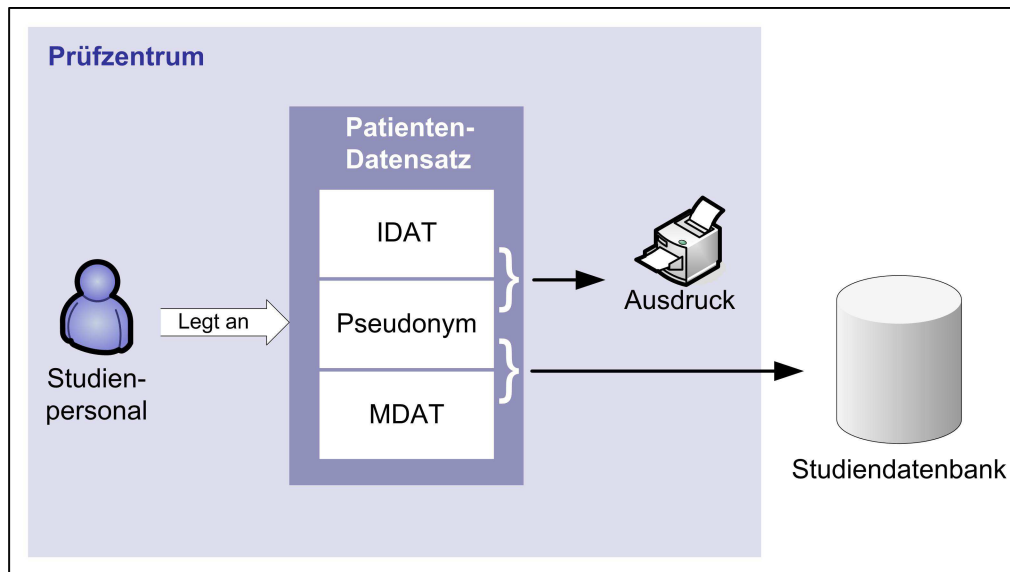 Prüfzentrum
Patienten-
Datensatz
IDAT
Pseudonym
MDAT
Legt an
Studien-
personal
Ausdruck
Studiendatenbank